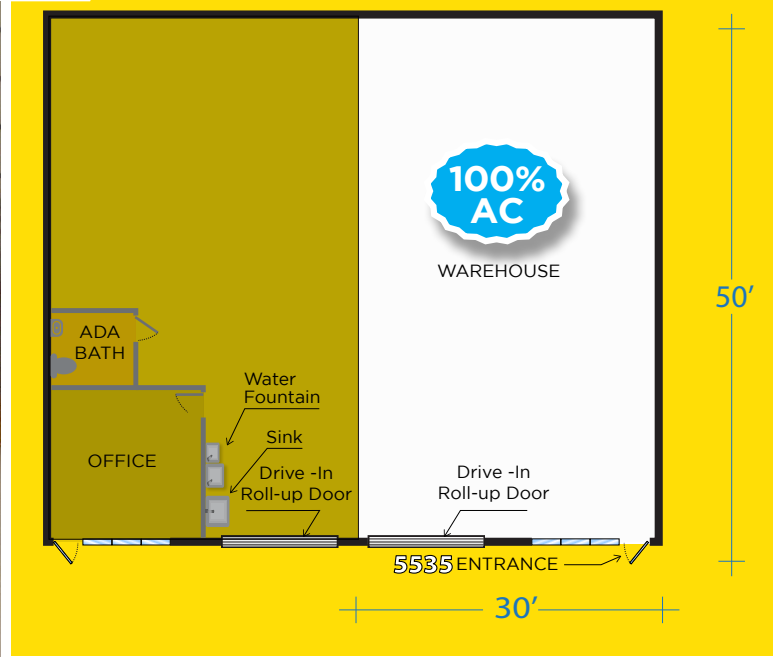 100%
AC
WAREHOUSE
50’
ADA
BATH
Water
Fountain
Sink
OFFICE
Drive -In
Roll-up Door
Drive -In
Roll-up Door
5535 ENTRANCE
30’